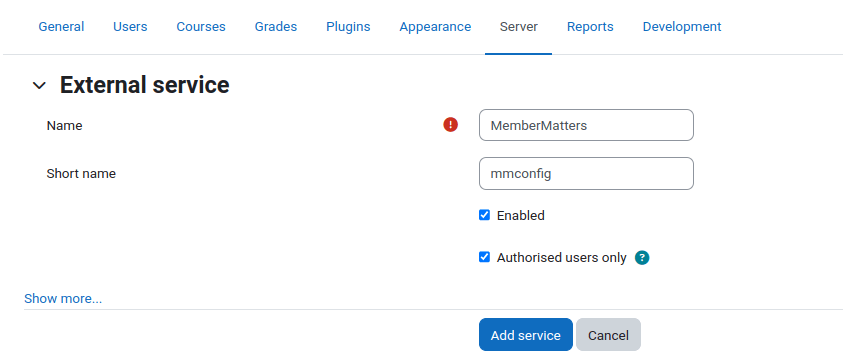 General Users Courses Grades Plugins Appearance Server Reports Development
External service
Name ! MemberMatters
Short name mmconfig
Enabled
Authorised users only ?
Show more...
Add service Cancel